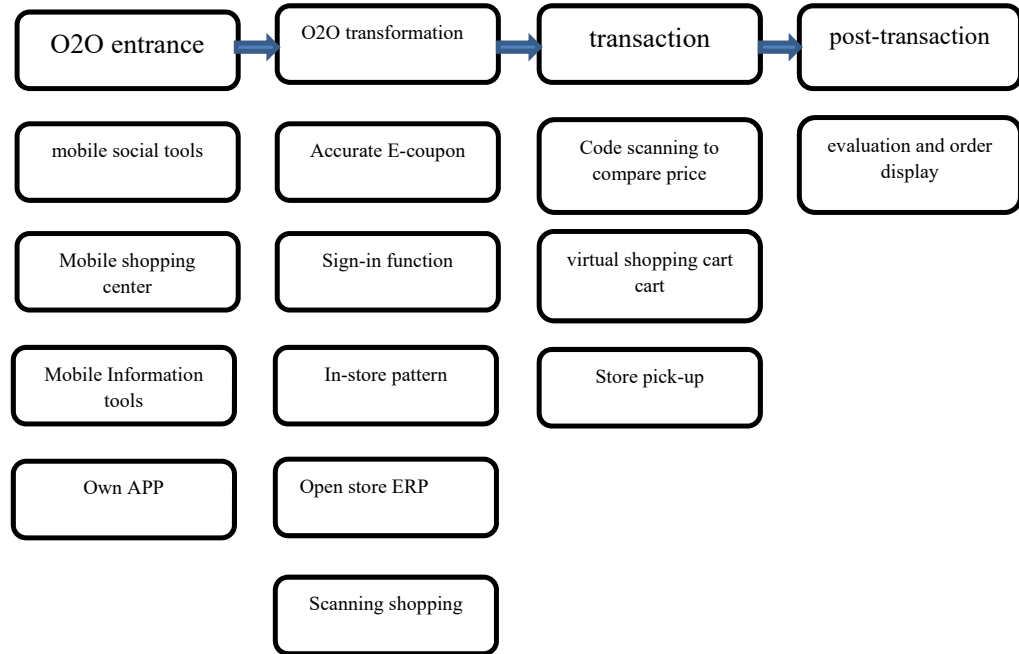 O2O entrance
O2O transformation
transaction
post-transaction
mobile social tools
Accurate E-coupon
Code scanning to
compare price
evaluation and order
display
Mobile shopping
center
Sign-in function
virtual shopping cart
cart
Mobile Information
tools
In-store pattern
Store pick-up
Own APP
Open store ERP
Scanning shopping